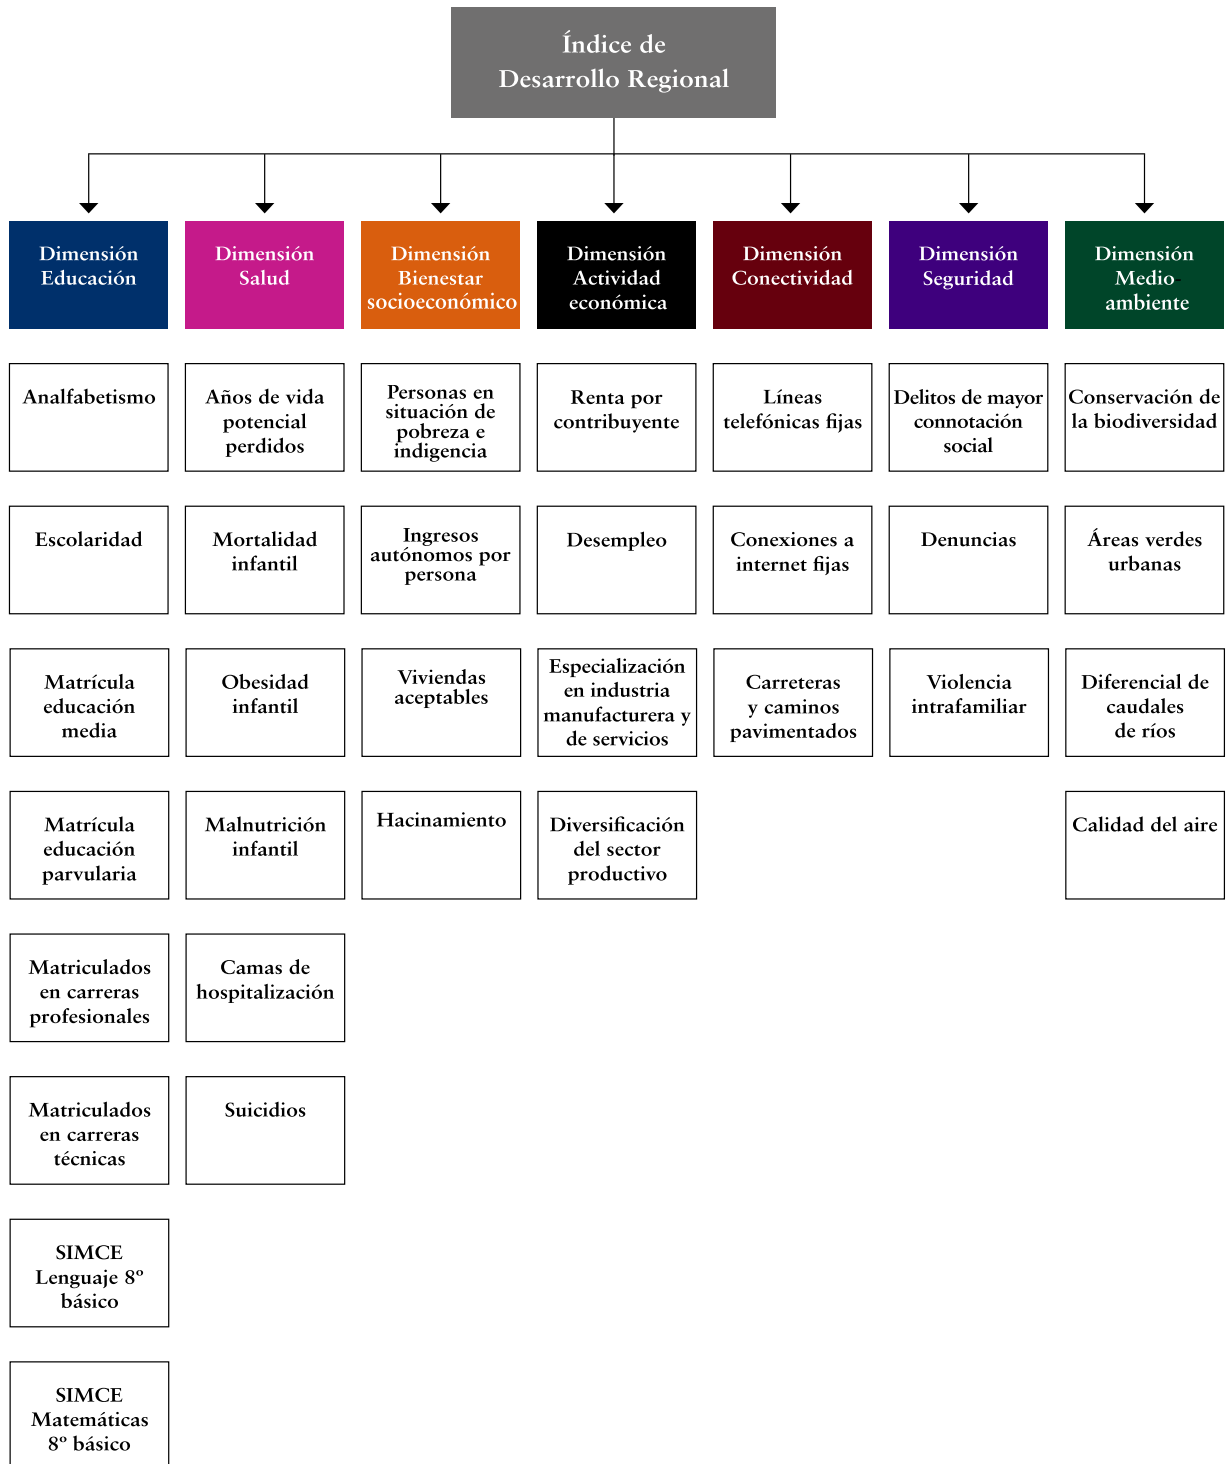 Índice de
Desarrollo Regional
Dimensión
Educación
Dimensión
Salud
Dimensión
Bienestar
socioeconómico
Dimensión
Actividad
económica
Dimensión
Conectividad
Dimensión
Seguridad
Dimensión
Medio-
ambiente
Analfabetismo
Años de vida
potencial
perdidos
Personas en
situación de
pobreza e
indigencia
Renta por
contribuyente
Líneas
telefónicas fijas
Delitos de mayor
connotación
social
Conservación de
la biodiversidad
Escolaridad
Mortalidad
infantil
Ingresos
autónomos por
persona
Desempleo
Conexiones a
internet fijas
Denuncias
Áreas verdes
urbanas
Matrícula
educación
media
Obesidad
infantil
Viviendas
aceptables
Especialización
en industria
manufacturera y
de servicios
Carreteras
y caminos
pavimentados
Violencia
intrafamiliar
Diferencial de
caudales
de ríos
Matrícula
educación
parvularia
Malnutrición
infantil
Hacinamiento
Diversificación
del sector
productivo
Calidad del aire
Matriculados
en carreras
profesionales
Camas de
hospitalización
Matriculados
en carreras
técnicas
Suicidios
SIMCE
Lenguaje 8º
básico
SIMCE
Matemáticas
8º básico